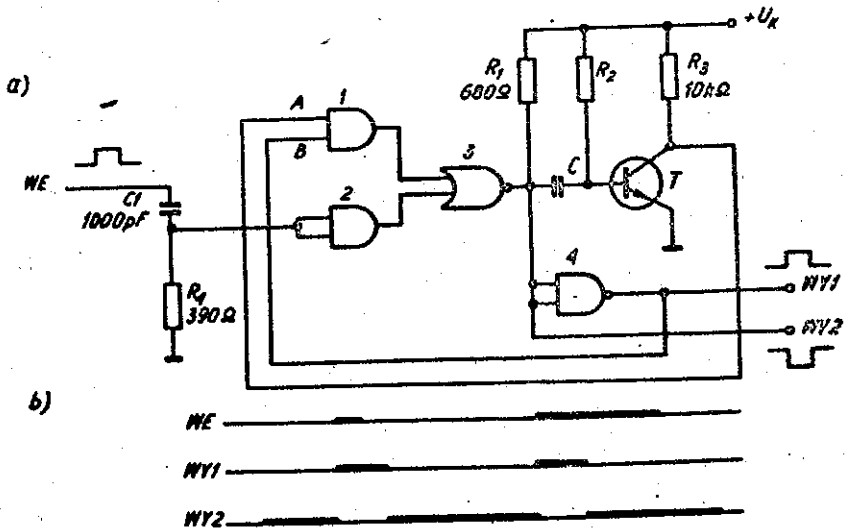 a)
+U_K
R₁
680Ω
R₂
R₃
10kΩ
A
1
B
3
C
T
WE
C1
1000pF
2
4
R₄
390Ω
WY1
WY2
b)
WE
WY1
WY2